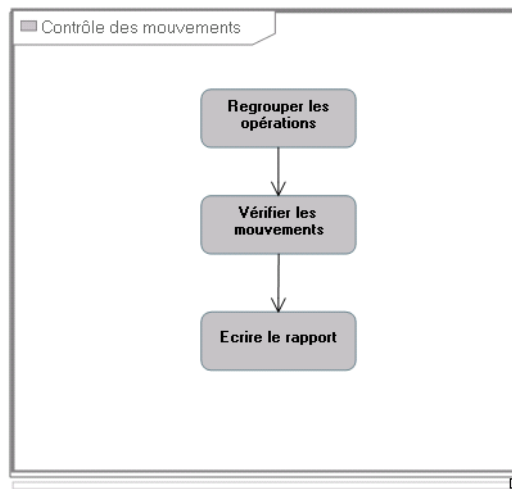 Contrôle des mouvements
Regrouper les
opérations
Vérifier les
mouvements
Ecrire le rapport